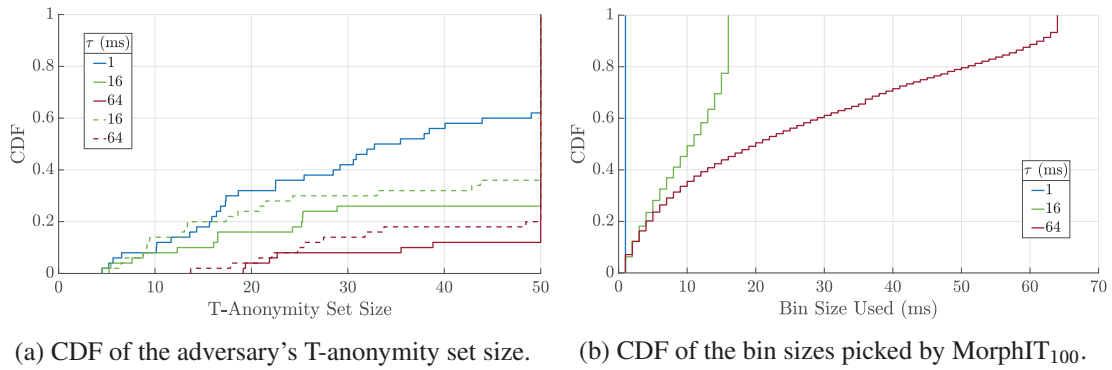 1
0.8
0.6
0.4
0.2
0
CDF
τ (ms)
1
16
64
16
64
0 10 20 30 40 50
T-Anonymity Set Size
(a) CDF of the adversary's T-anonymity set size.
1
0.8
0.6
0.4
0.2
0
CDF
τ (ms)
1
16
64
0 10 20 30 40 50 60 70
Bin Size Used (ms)
(b) CDF of the bin sizes picked by MorphIT₁₀₀.